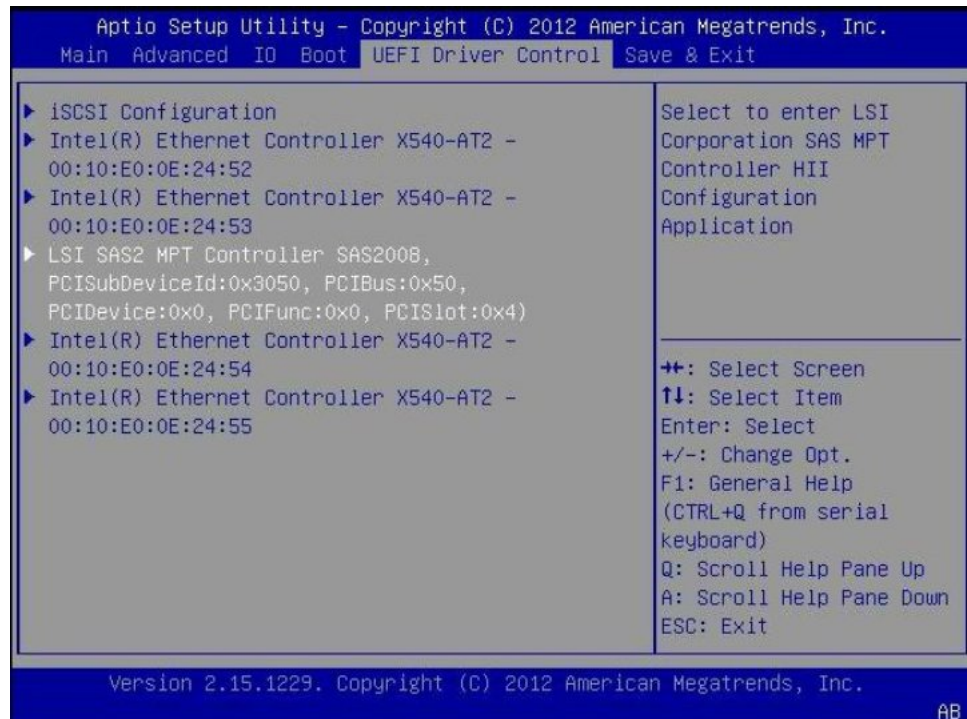 Aptio Setup Utility – Copyright (C) 2012 American Megatrends, Inc.
Main Advanced IO Boot UEFI Driver Control Save & Exit
▶ iSCSI Configuration
▶ Intel(R) Ethernet Controller X540-AT2 –
00:10:E0:0E:24:52
▶ Intel(R) Ethernet Controller X540-AT2 –
00:10:E0:0E:24:53
▶ LSI SAS2 MPT Controller SAS2008,
PCISubDeviceId:0x3050, PCIBus:0x50,
PCIDevice:0x0, PCIFunc:0x0, PCISlot:0x4)
▶ Intel(R) Ethernet Controller X540-AT2 –
00:10:E0:0E:24:54
▶ Intel(R) Ethernet Controller X540-AT2 –
00:10:E0:0E:24:55
Select to enter LSI
Corporation SAS MPT
Controller HII
Configuration
Application
→←: Select Screen
↑↓: Select Item
Enter: Select
+/-: Change Opt.
F1: General Help
(CTRL+Q from serial
keyboard)
Q: Scroll Help Pane Up
A: Scroll Help Pane Down
ESC: Exit
Version 2.15.1229. Copyright (C) 2012 American Megatrends, Inc.
AB